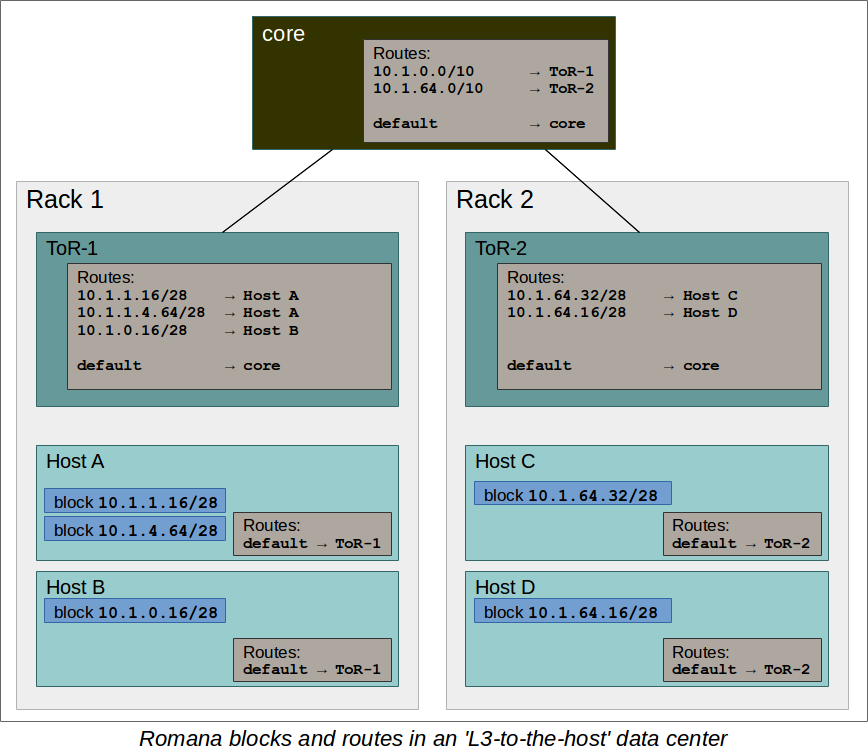 core
Routes:
10.1.0.0/10 → ToR-1
10.1.64.0/10 → ToR-2
default → core
Rack 1
ToR-1
Routes:
10.1.1.16/28 → Host A
10.1.1.4.64/28 → Host A
10.1.0.16/28 → Host B
default → core
Host A
block 10.1.1.16/28
block 10.1.4.64/28
Routes:
default → ToR-1
Host B
block 10.1.0.16/28
Routes:
default → ToR-1
Rack 2
ToR-2
Routes:
10.1.64.32/28 → Host C
10.1.64.16/28 → Host D
default → core
Host C
block 10.1.64.32/28
Routes:
default → ToR-2
Host D
block 10.1.64.16/28
Routes:
default → ToR-2
Romana blocks and routes in an 'L3-to-the-host' data center